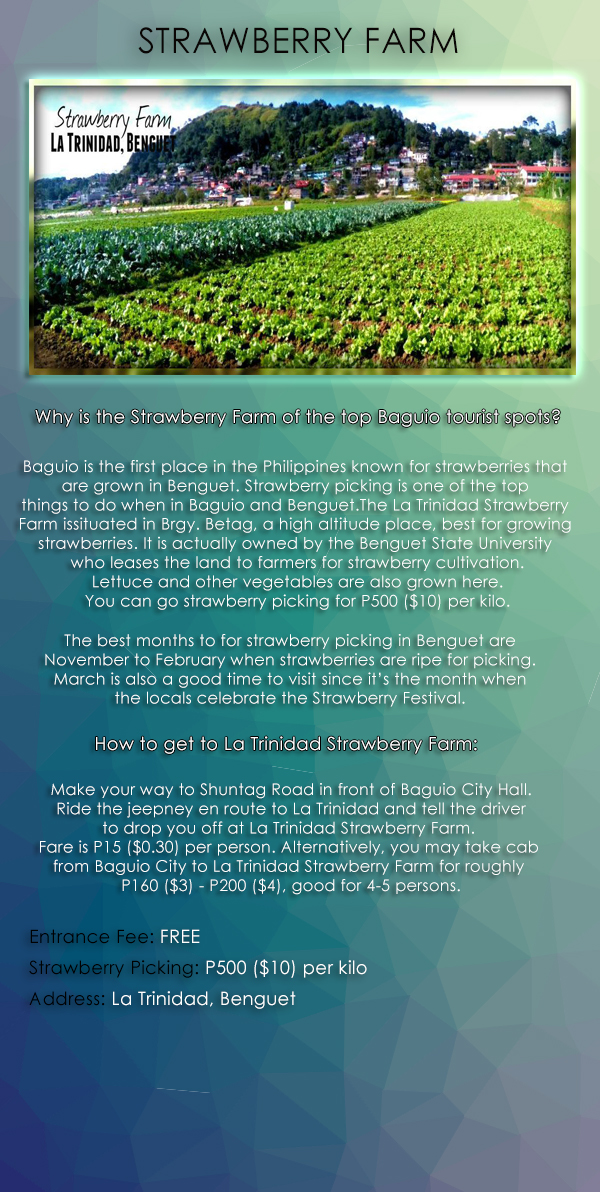 STRAWBERRY FARM
Strawberry Farm
LA TRINIDAD, BENGUET
Why is the Strawberry Farm of the top Baguio tourist spots?
Baguio is the first place in the Philippines known for strawberries that
are grown in Benguet. Strawberry picking is one of the top
things to do when in Baguio and Benguet.The La Trinidad Strawberry
Farm issituated in Brgy. Betag, a high altitude place, best for growing
strawberries. It is actually owned by the Benguet State University
who leases the land to farmers for strawberry cultivation.
Lettuce and other vegetables are also grown here.
You can go strawberry picking for P500 ($10) per kilo.
The best months to for strawberry picking in Benguet are
November to February when strawberries are ripe for picking.
March is also a good time to visit since it's the month when
the locals celebrate the Strawberry Festival.
How to get to La Trinidad Strawberry Farm:
Make your way to Shuntag Road in front of Baguio City Hall.
Ride the jeepney en route to La Trinidad and tell the driver
to drop you off at La Trinidad Strawberry Farm.
Fare is P15 ($0.30) per person. Alternatively, you may take cab
from Baguio City to La Trinidad Strawberry Farm for roughly
P160 ($3) - P200 ($4), good for 4-5 persons.
Entrance Fee: FREE
Strawberry Picking: P500 ($10) per kilo
Address: La Trinidad, Benguet